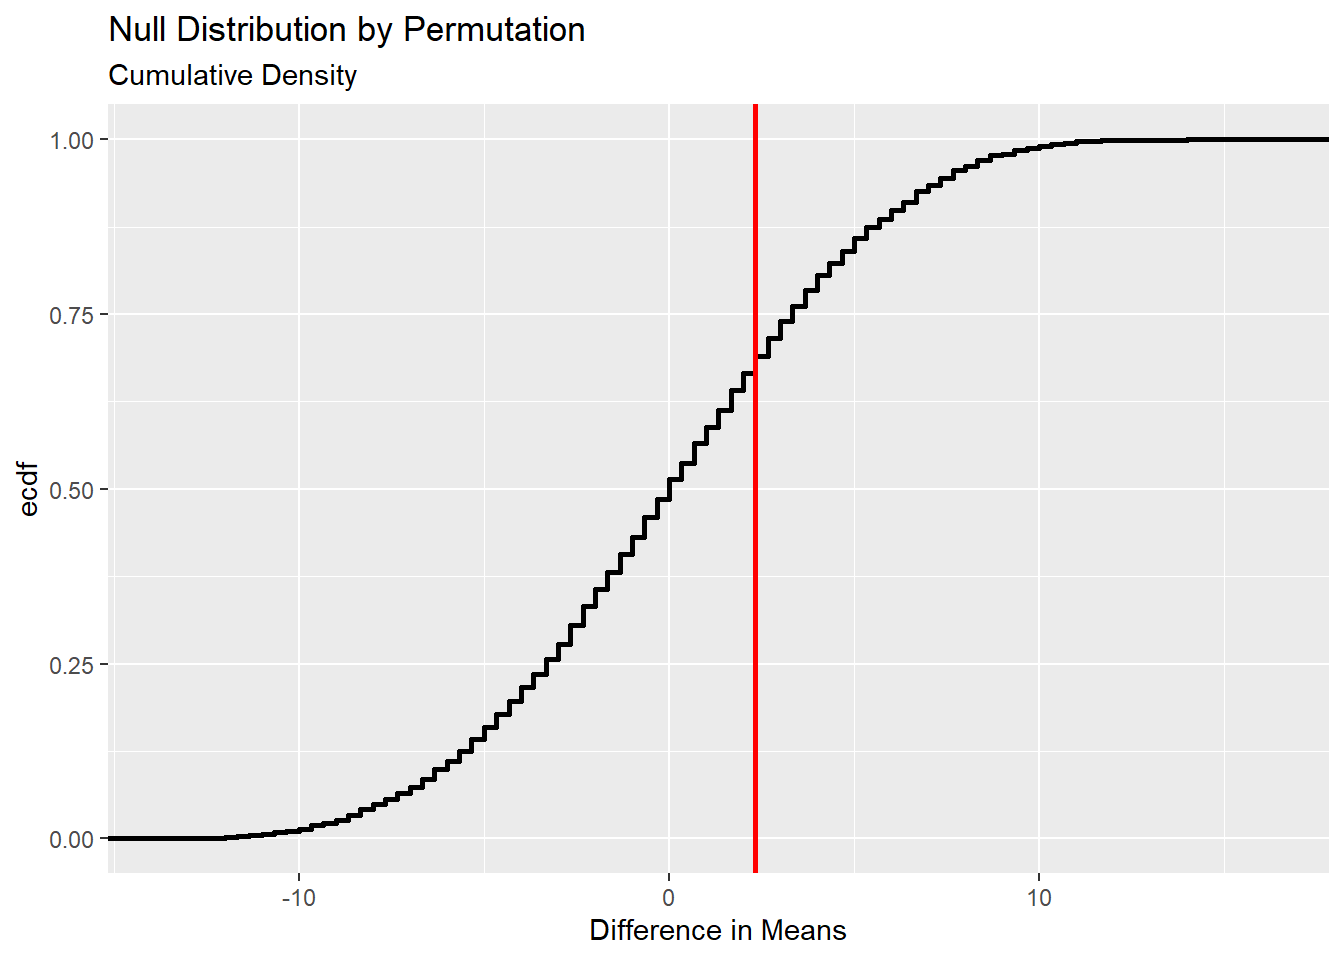 Null Distribution by Permutation
Cumulative Density
1.00
0.75
0.50
0.25
0.00
ecdf
-10 0 10
Difference in Means